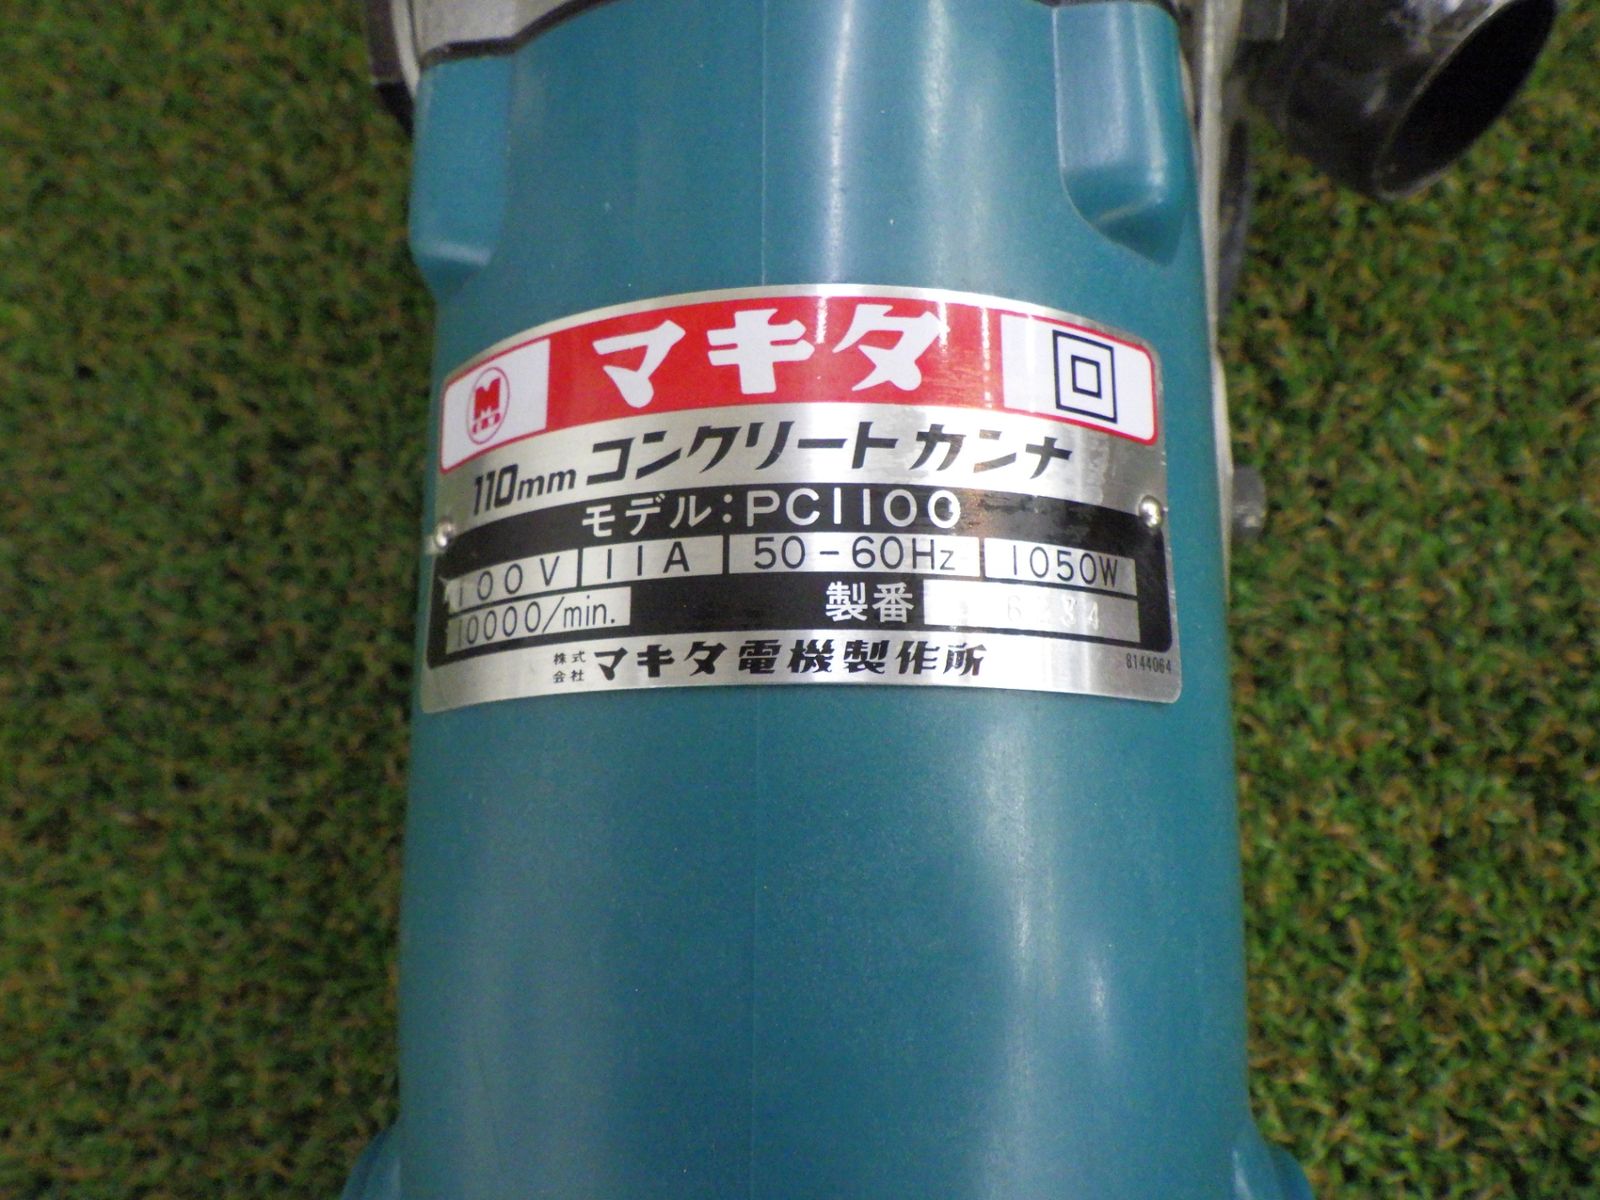 マキタ
110mm コンクリートカンナ
モデル:PC1100
100V 11A 50-60Hz 1050W
10000/min. 製番
株式会社 マキタ電機製作所 8144064